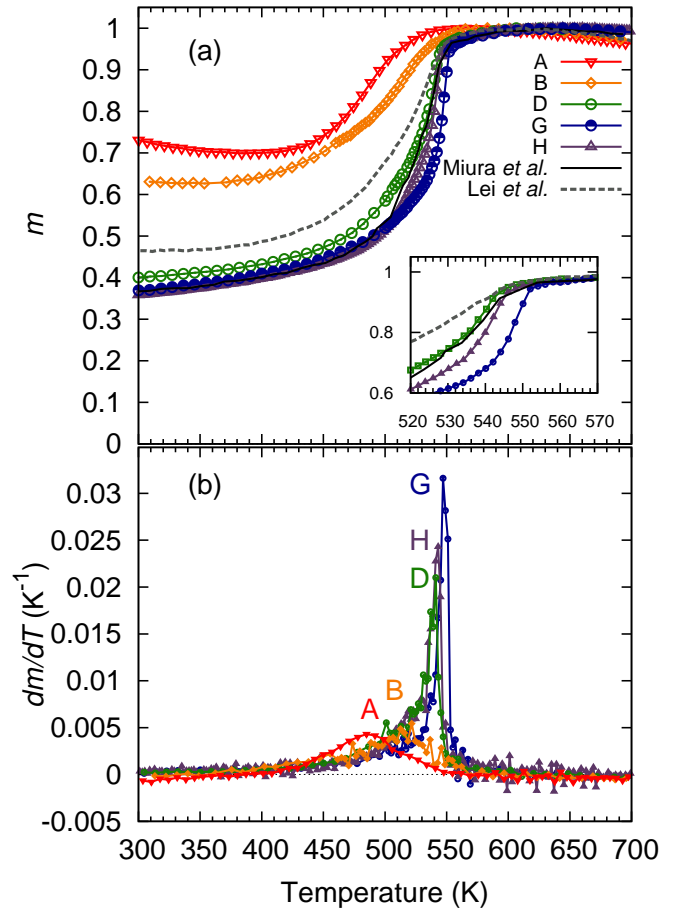 (a)
m
1
0.9
0.8
0.7
0.6
0.5
0.4
0.3
0.2
0.1
0
A
B
D
G
H
Miura et al.
Lei et al.
1
0.8
0.6
520 530 540 550 560 570
(b)
dm/dT (K⁻¹)
0.03
0.025
0.02
0.015
0.01
0.005
0
-0.005
G
H
D
B
A
300 350 400 450 500 550 600 650 700
Temperature (K)